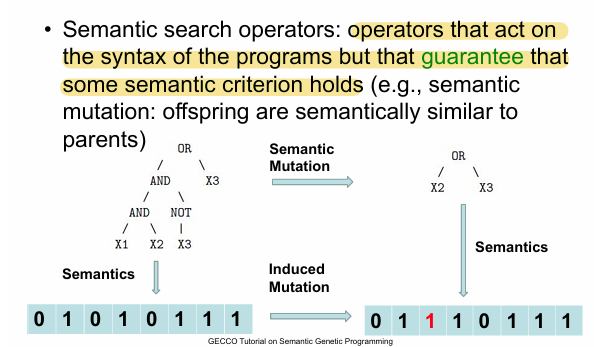 • Semantic search operators: operators that act on
the syntax of the programs but that guarantee that
some semantic criterion holds (e.g., semantic
mutation: offspring are semantically similar to
parents)
OR
/ \
AND X3
/ \
AND NOT
/ \ |
X1 X2 X3
Semantic
Mutation
OR
/ \
X2 X3
Semantics
Semantics
Induced
Mutation
0 1 0 1 0 1 1 1
0 1 1 1 0 1 1 1
GECCO Tutorial on Semantic Genetic Programming